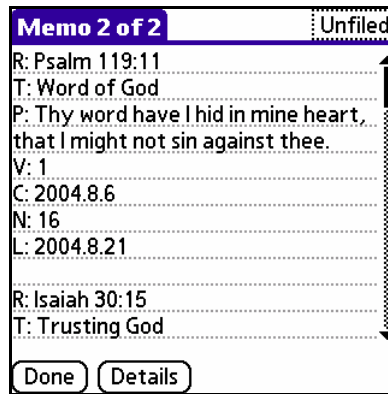 Memo 2 of 2
Unfiled
R: Psalm 119:11
T: Word of God
P: Thy word have I hid in mine heart,
that I might not sin against thee.
V: 1
C: 2004.8.6
N: 16
L: 2004.8.21
R: Isaiah 30:15
T: Trusting God
Done
Details